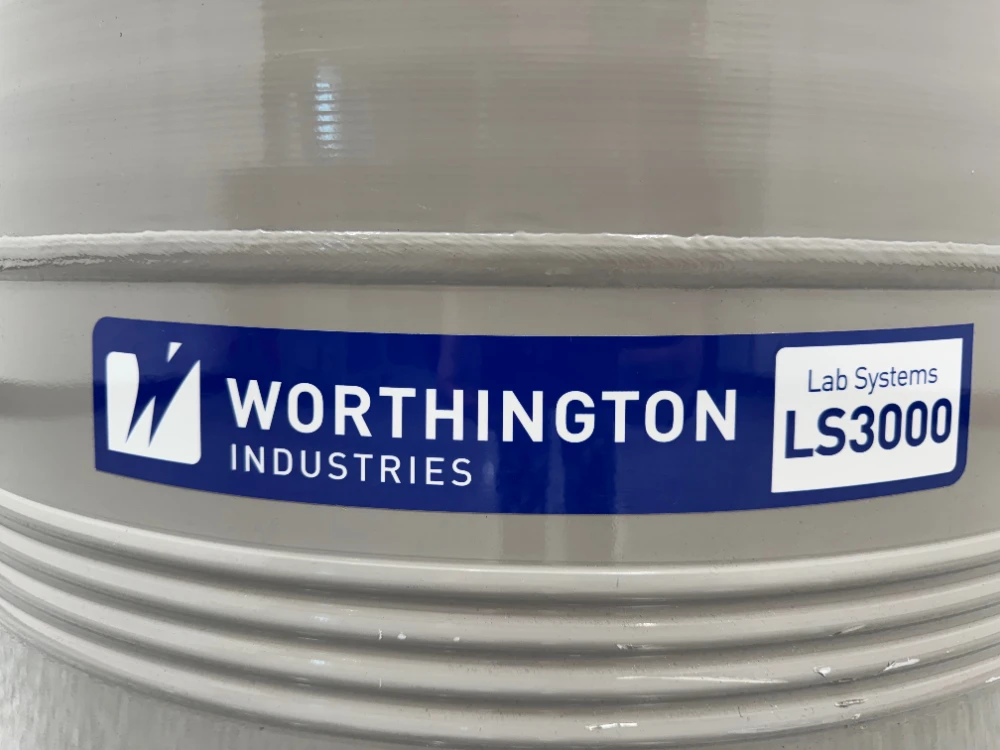 WORTHINGTON
INDUSTRIES
Lab Systems
LS3000